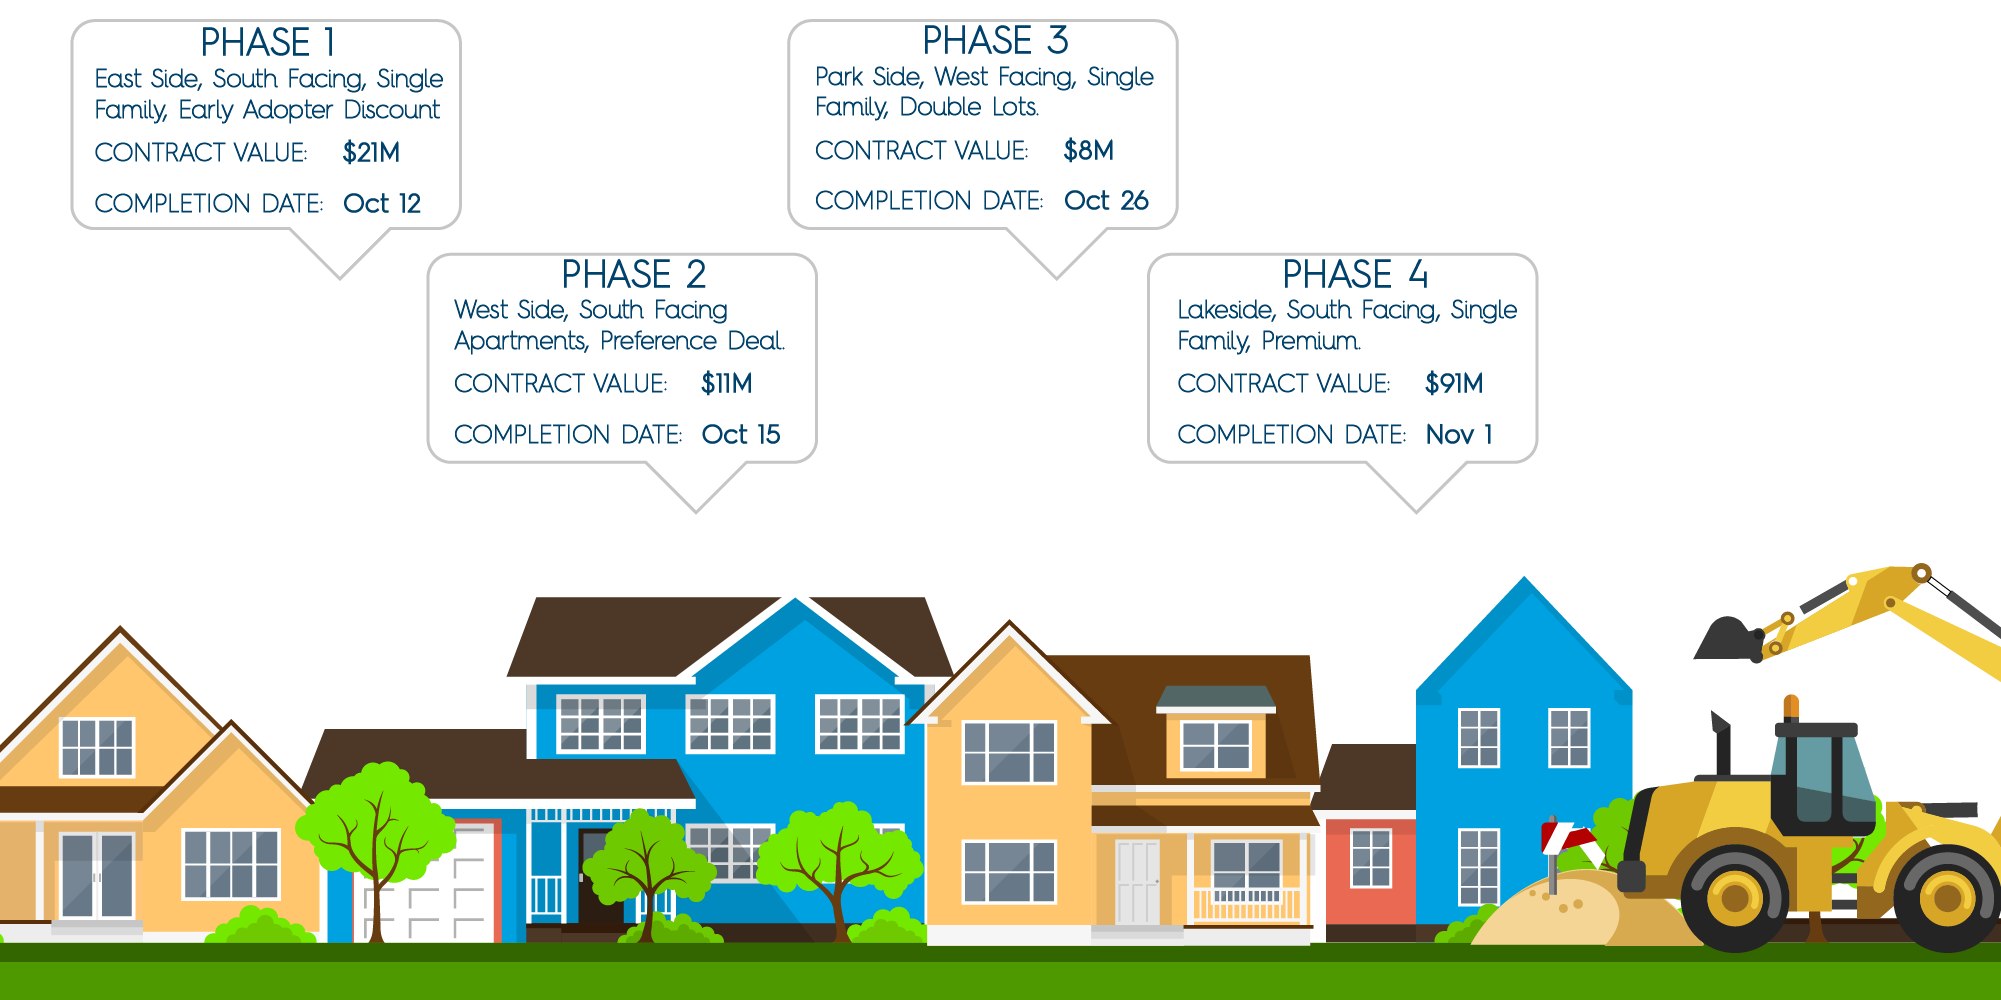 PHASE 1
East Side, South Facing, Single
Family, Early Adopter Discount
CONTRACT VALUE: $21M
COMPLETION DATE: Oct 12
PHASE 2
West Side, South Facing
Apartments, Preference Deal.
CONTRACT VALUE: $11M
COMPLETION DATE: Oct 15
PHASE 3
Park Side, West Facing, Single
Family, Double Lots.
CONTRACT VALUE: $8M
COMPLETION DATE: Oct 26
PHASE 4
Lakeside, South Facing, Single
Family, Premium.
CONTRACT VALUE: $91M
COMPLETION DATE: Nov 1